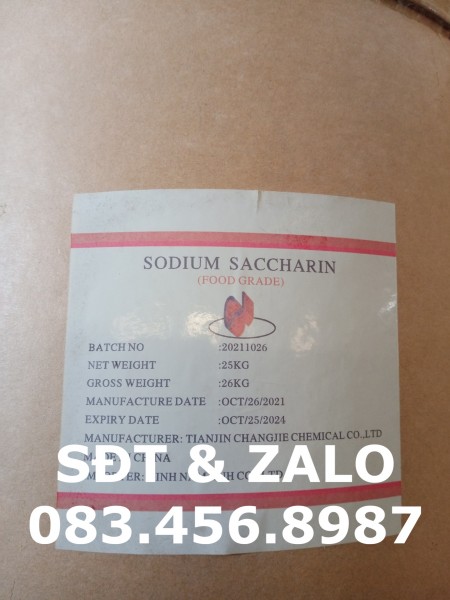 SODIUM SACCHARIN
(FOOD GRADE)
BATCH NO :20211026
NET WEIGHT :25KG
GROSS WEIGHT :26KG
MANUFACTURE DATE :OCT/26/2021
EXPIRY DATE :OCT/25/2024
MANUFACTURER: TIANJIN CHANGJIE CHEMICAL CO.,LTD
CHINA
SĐT & ZALO
083.456.8987